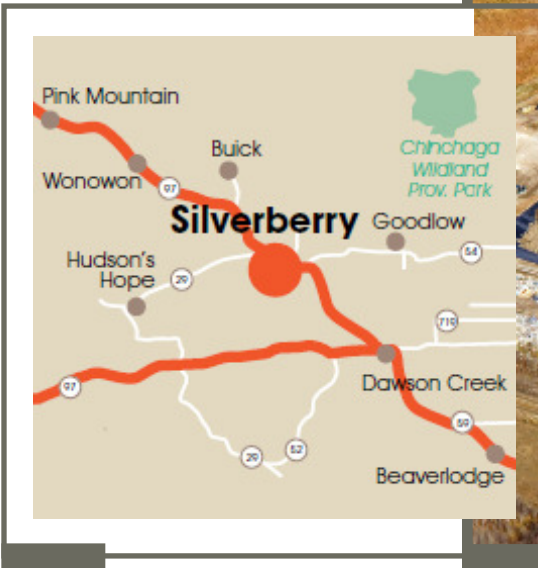 Pink Mountain
Buick
Chinchaga
Wildland
Prov. Park
Wonowon
97
Silverberry
Goodlow
54
Hudson's
Hope
29
719
Dawson Creek
97
59
29
52
Beaverlodge